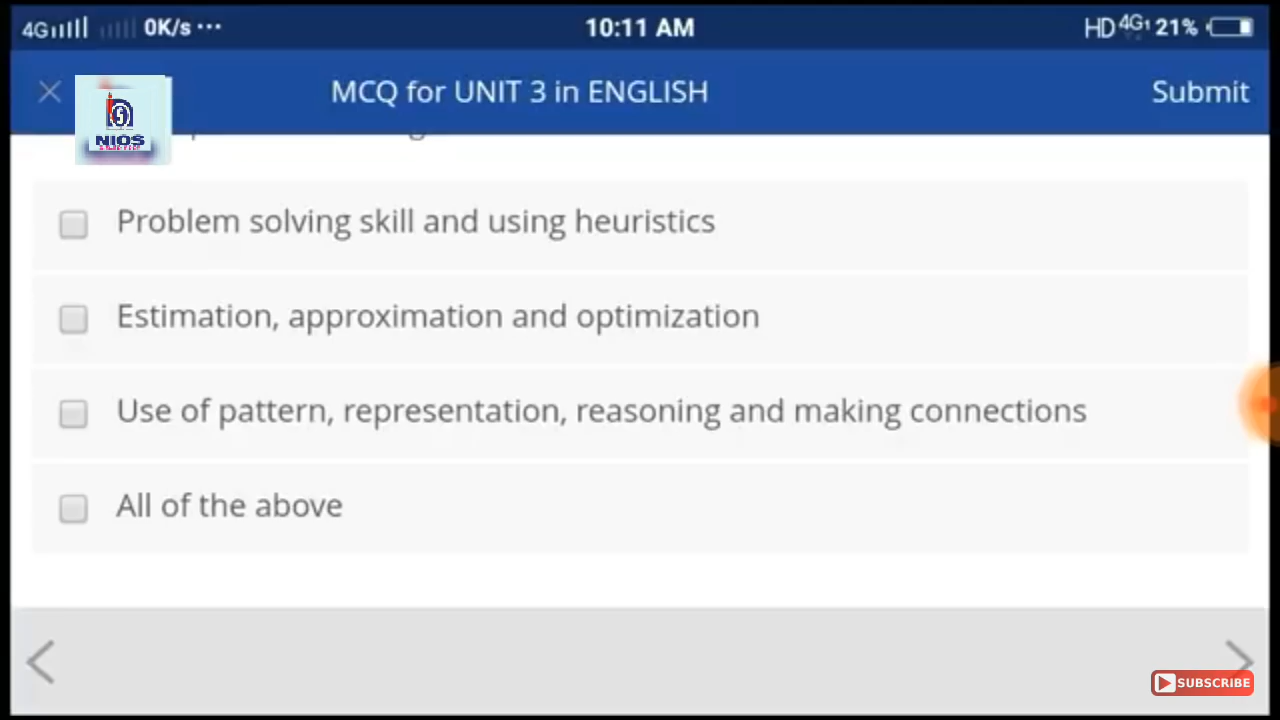 4G 0K/s ... 10:11 AM HD 4G 21%
MCQ for UNIT 3 in ENGLISH Submit
NIOS
Problem solving skill and using heuristics
Estimation, approximation and optimization
Use of pattern, representation, reasoning and making connections
All of the above
SUBSCRIBE